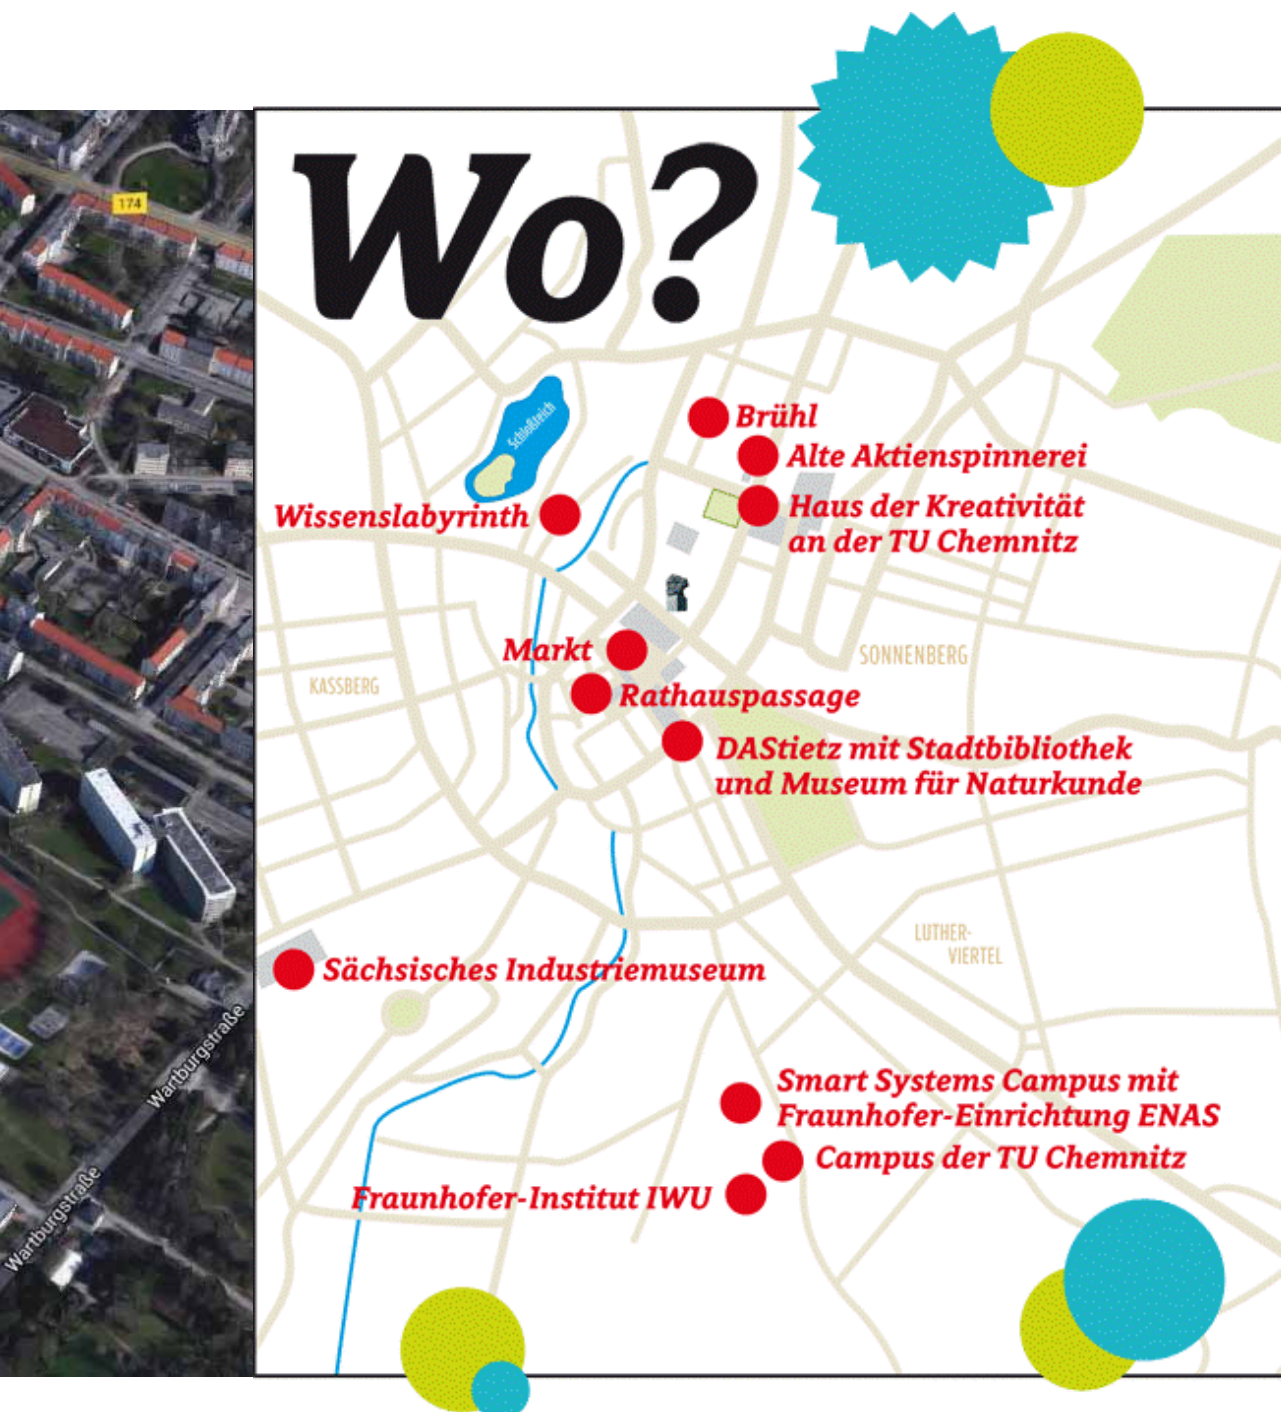 174
Wo?
Schloßteich
Brühl
Alte Aktienspinnerei
Wissenslabyrinth
Haus der Kreativität
an der TU Chemnitz
Markt
SONNENBERG
KASSBERG
Rathauspassage
DAStietz mit Stadtbibliothek
und Museum für Naturkunde
LUTHER-
VIERTEL
Sächsisches Industriemuseum
Wartburgstraße
Smart Systems Campus mit
Fraunhofer-Einrichtung ENAS
Campus der TU Chemnitz
Wartburgstraße
Fraunhofer-Institut IWU